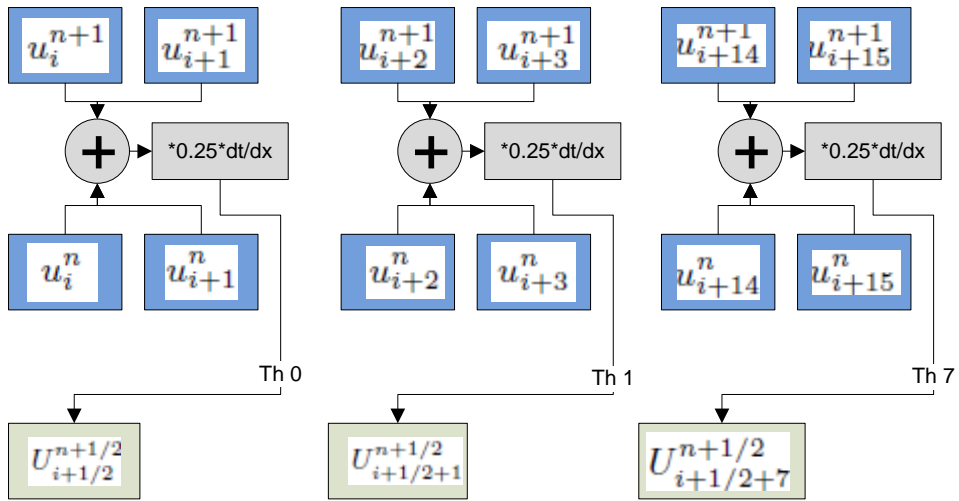 $u_{i}^{n+1}$ $u_{i+1}^{n+1}$ $u_{i+2}^{n+1}$ $u_{i+3}^{n+1}$ $u_{i+14}^{n+1}$ $u_{i+15}^{n+1}$
+ *0.25*dt/dx + *0.25*dt/dx + *0.25*dt/dx
$u_{i}^{n}$ $u_{i+1}^{n}$ $u_{i+2}^{n}$ $u_{i+3}^{n}$ $u_{i+14}^{n}$ $u_{i+15}^{n}$
Th 0 Th 1 Th 7
$U_{i+1/2}^{n+1/2}$ $U_{i+1/2+1}^{n+1/2}$ $U_{i+1/2+7}^{n+1/2}$